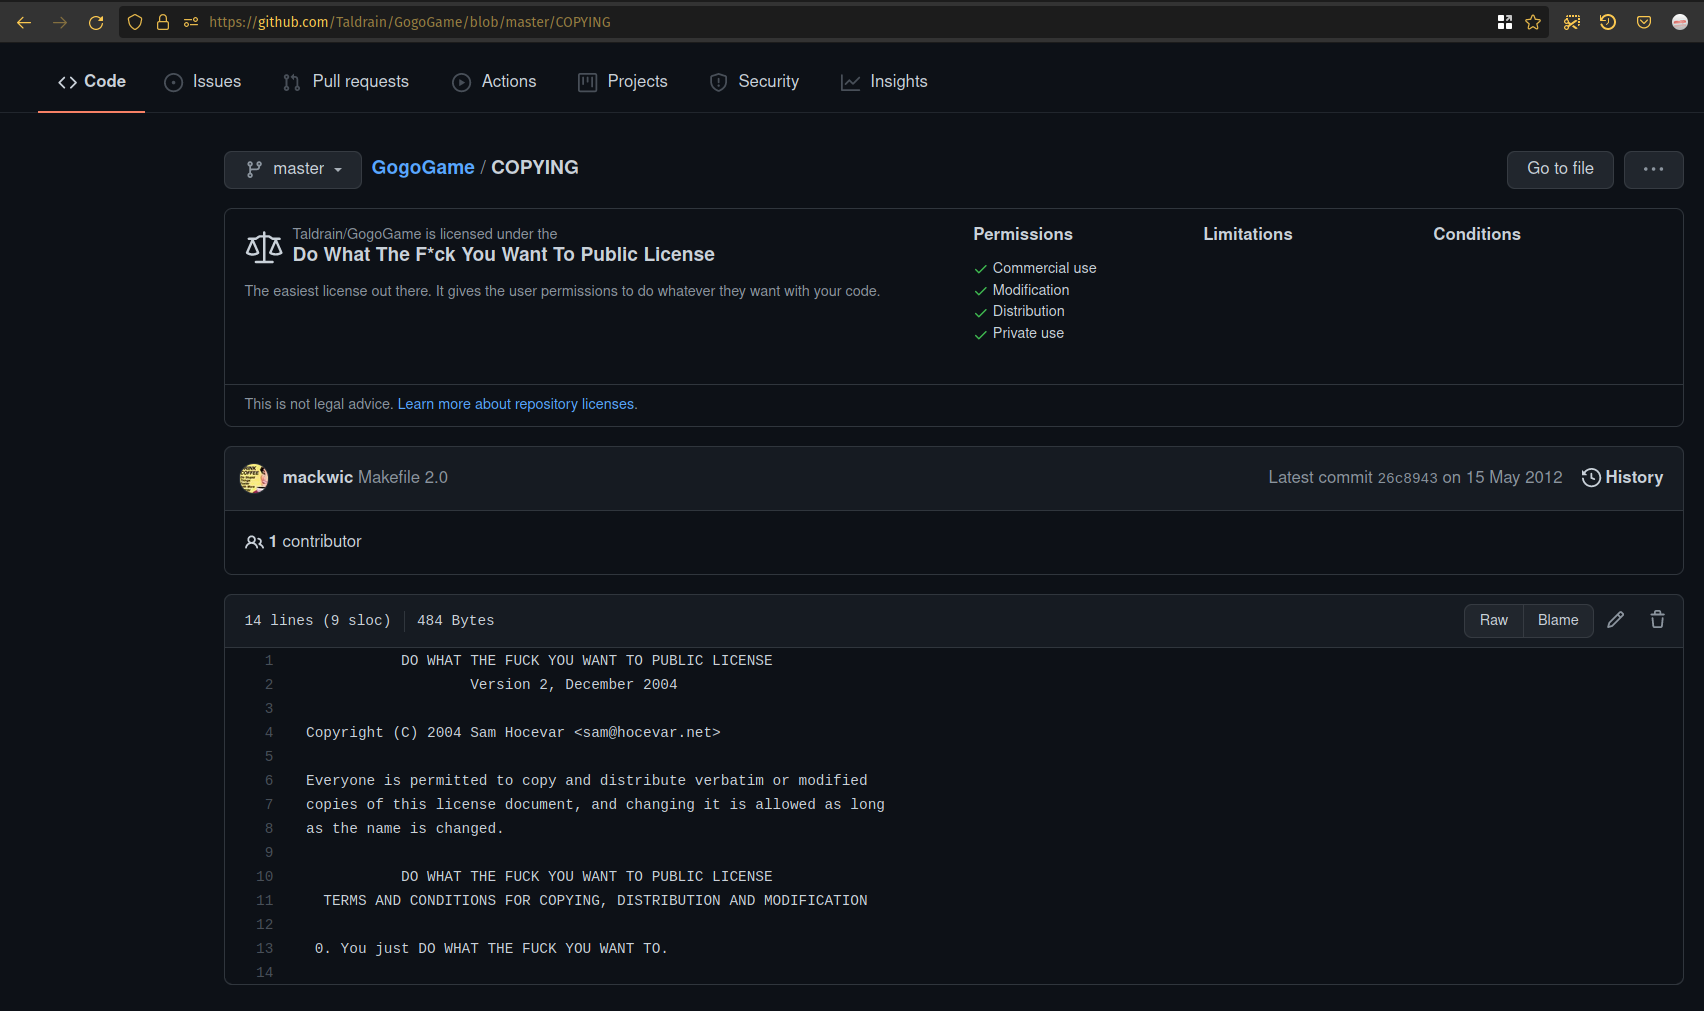 https://github.com/Taldrain/GogoGame/blob/master/COPYING
Code Issues Pull requests Actions Projects Security Insights
master GogoGame / COPYING Go to file
Taldrain/GogoGame is licensed under the
Do What The F*ck You Want To Public License
The easiest license out there. It gives the user permissions to do whatever they want with your code.
Permissions
Commercial use
Modification
Distribution
Private use
Limitations
Conditions
This is not legal advice. Learn more about repository licenses.
mackwic Makefile 2.0 Latest commit 26c8943 on 15 May 2012 History
1 contributor
14 lines (9 sloc) 484 Bytes Raw Blame
1 DO WHAT THE FUCK YOU WANT TO PUBLIC LICENSE
2 Version 2, December 2004
3
4 Copyright (C) 2004 Sam Hocevar <sam@hocevar.net>
5
6 Everyone is permitted to copy and distribute verbatim or modified
7 copies of this license document, and changing it is allowed as long
8 as the name is changed.
9
10 DO WHAT THE FUCK YOU WANT TO PUBLIC LICENSE
11 TERMS AND CONDITIONS FOR COPYING, DISTRIBUTION AND MODIFICATION
12
13 0. You just DO WHAT THE FUCK YOU WANT TO.
14